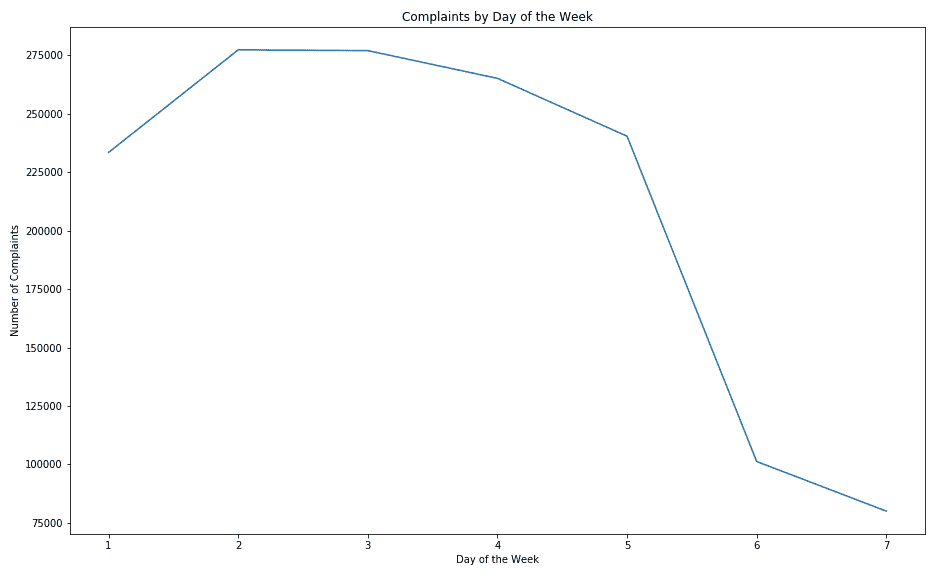 Complaints by Day of the Week
275000
250000
225000
200000
175000
150000
125000
100000
75000
Number of Complaints
1 2 3 4 5 6 7
Day of the Week